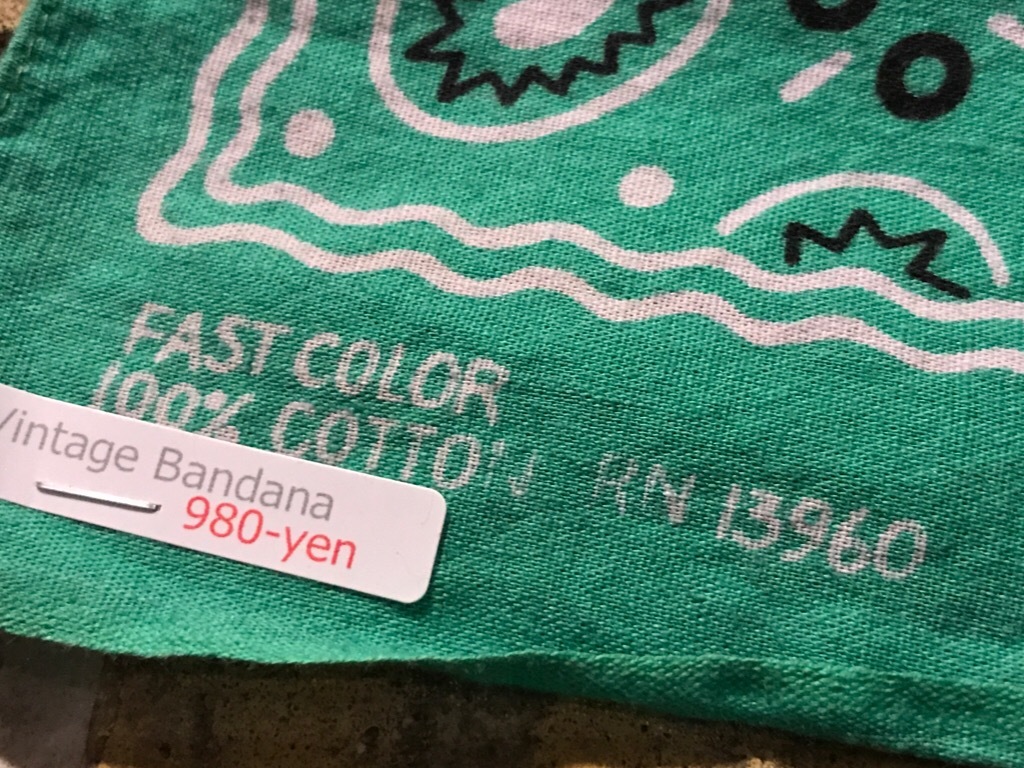 FAST COLOR
100% COTTON RN 13960
Vintage Bandana
980-yen